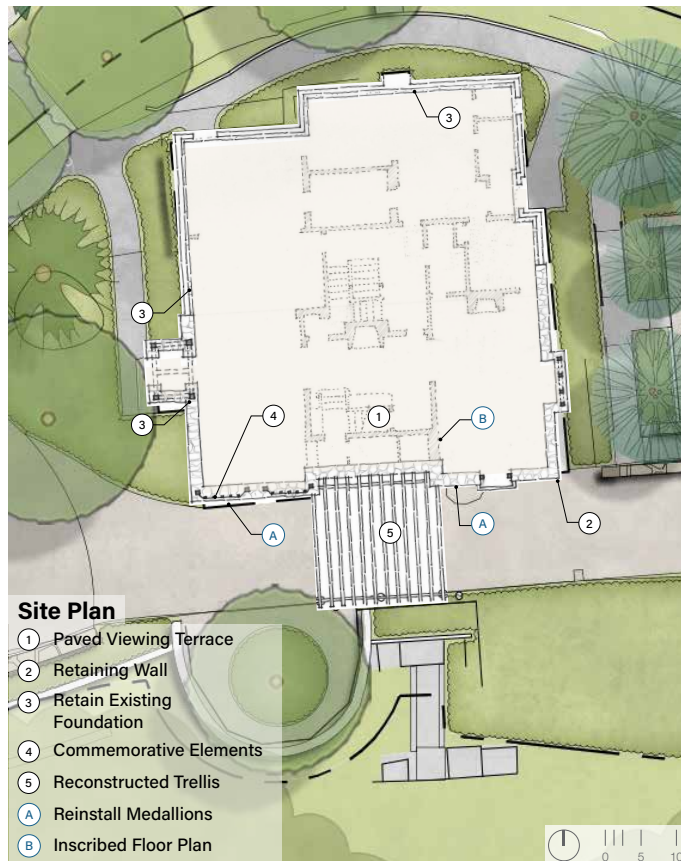 3
3
3
4
1
B
A
A
2
5
Site Plan
1 Paved Viewing Terrace
2 Retaining Wall
3 Retain Existing
Foundation
4 Commemorative Elements
5 Reconstructed Trellis
A Reinstall Medallions
B Inscribed Floor Plan
0 5 10